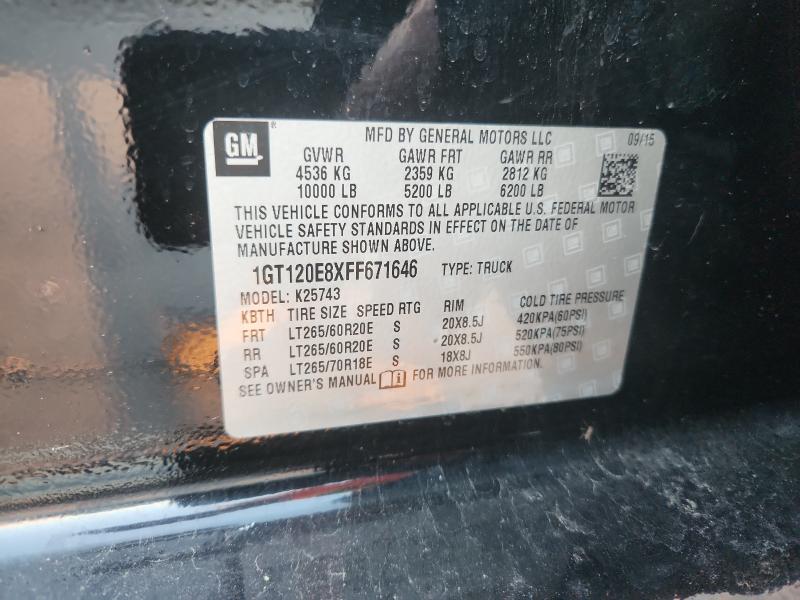 GM ® MFD BY GENERAL MOTORS LLC 09/15
GVWR GAWR FRT GAWR RR
4536 KG 2359 KG 2812 KG
10000 LB 5200 LB 6200 LB
THIS VEHICLE CONFORMS TO ALL APPLICABLE U.S. FEDERAL MOTOR
VEHICLE SAFETY STANDARDS IN EFFECT ON THE DATE OF
MANUFACTURE SHOWN ABOVE.
1GT120E8XFF671646 TYPE: TRUCK
MODEL: K25743
KBTH TIRE SIZE SPEED RTG RIM COLD TIRE PRESSURE
FRT LT265/60R20E S 20X8.5J 420KPA(60PSI)
RR LT265/60R20E S 20X8.5J 520KPA(75PSI)
SPA LT265/70R18E S 18X8J 550KPA(80PSI)
SEE OWNER'S MANUAL FOR MORE INFORMATION.